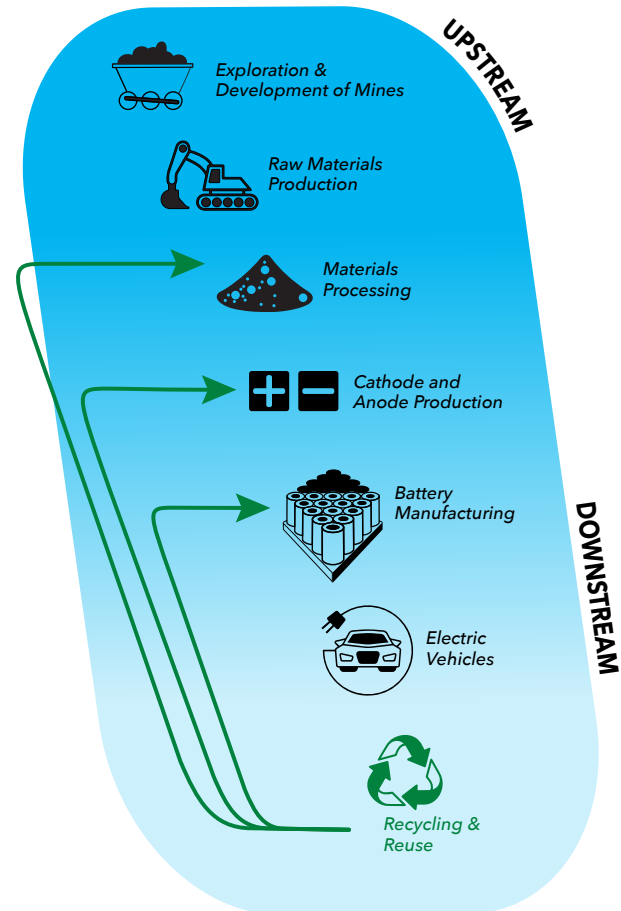 UPSTREAM
Exploration &
Development of Mines
Raw Materials
Production
Materials
Processing
Cathode and
Anode Production
Battery
Manufacturing
DOWNSTREAM
Electric
Vehicles
Recycling &
Reuse